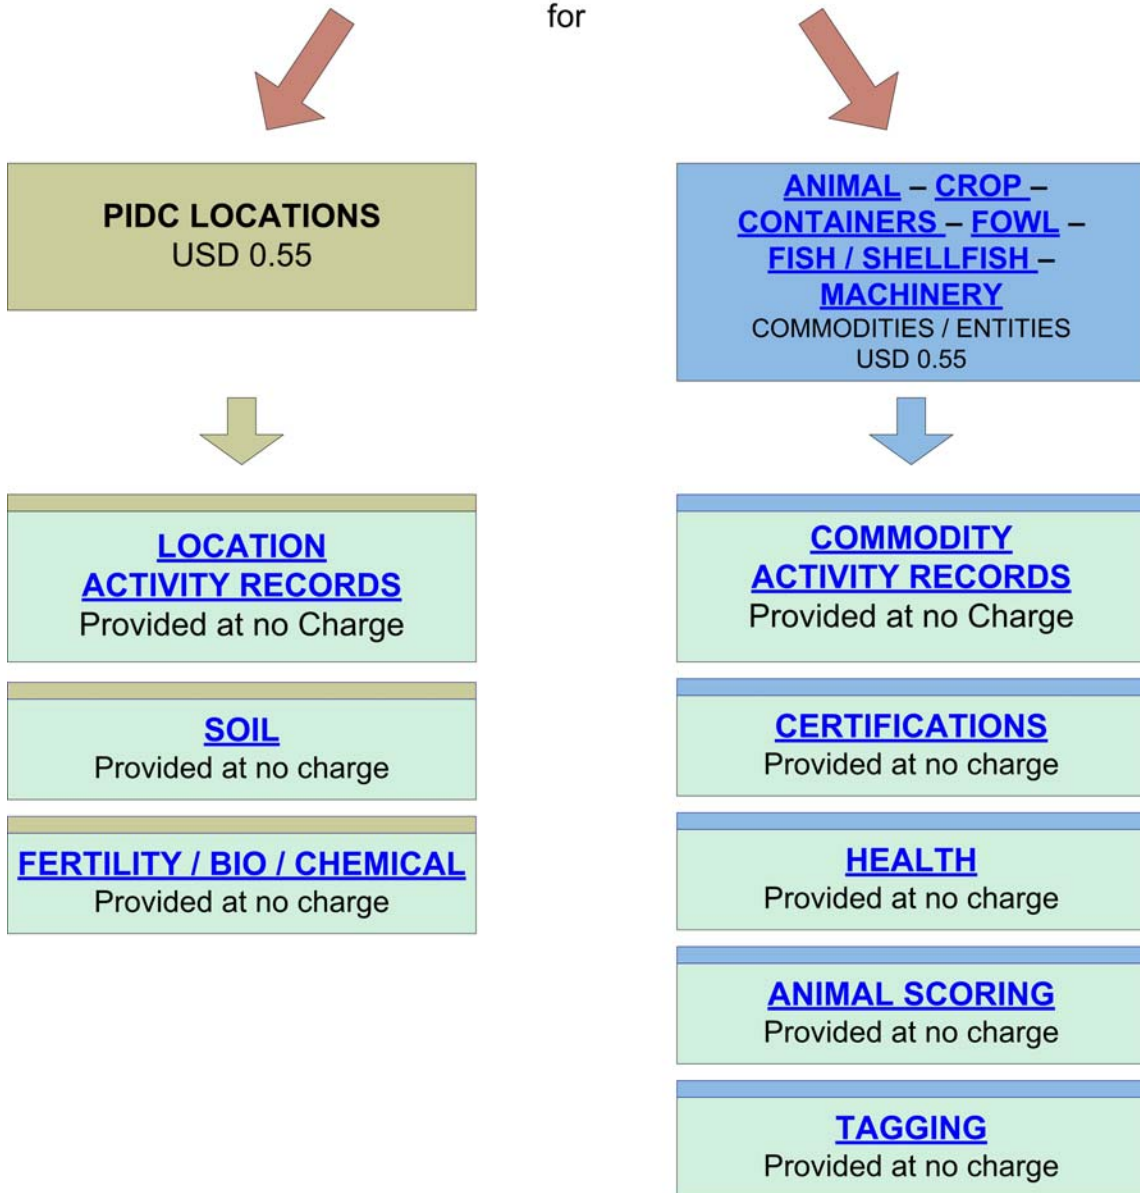 for
PIDC LOCATIONS
USD 0.55
ANIMAL – CROP –
CONTAINERS – FOWL –
FISH / SHELLFISH –
MACHINERY
COMMODITIES / ENTITIES
USD 0.55
LOCATION
ACTIVITY RECORDS
Provided at no Charge
SOIL
Provided at no charge
FERTILITY / BIO / CHEMICAL
Provided at no charge
COMMODITY
ACTIVITY RECORDS
Provided at no Charge
CERTIFICATIONS
Provided at no charge
HEALTH
Provided at no charge
ANIMAL SCORING
Provided at no charge
TAGGING
Provided at no charge